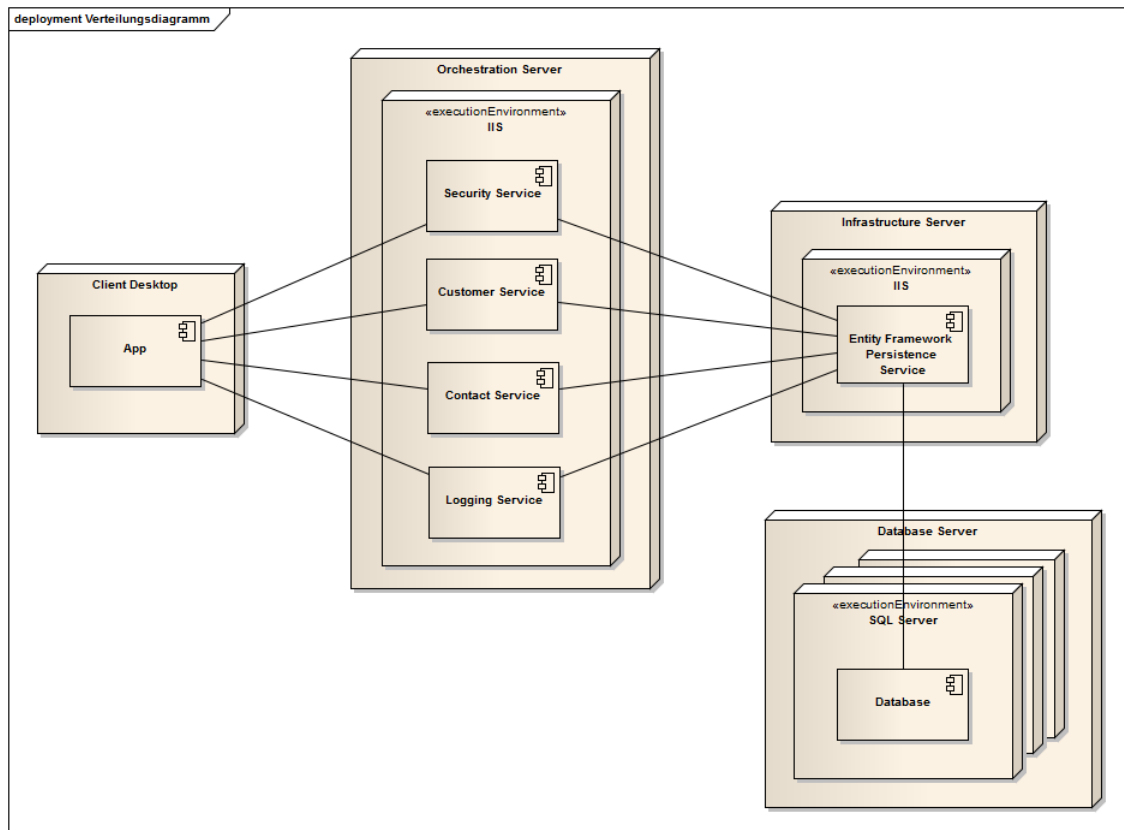 deployment Verteilungsdiagramm
Orchestration Server
«executionEnvironment»
IIS
Security Service
Customer Service
Contact Service
Logging Service
Client Desktop
App
Infrastructure Server
«executionEnvironment»
IIS
Entity Framework
Persistence
Service
Database Server
«executionEnvironment»
SQL Server
Database